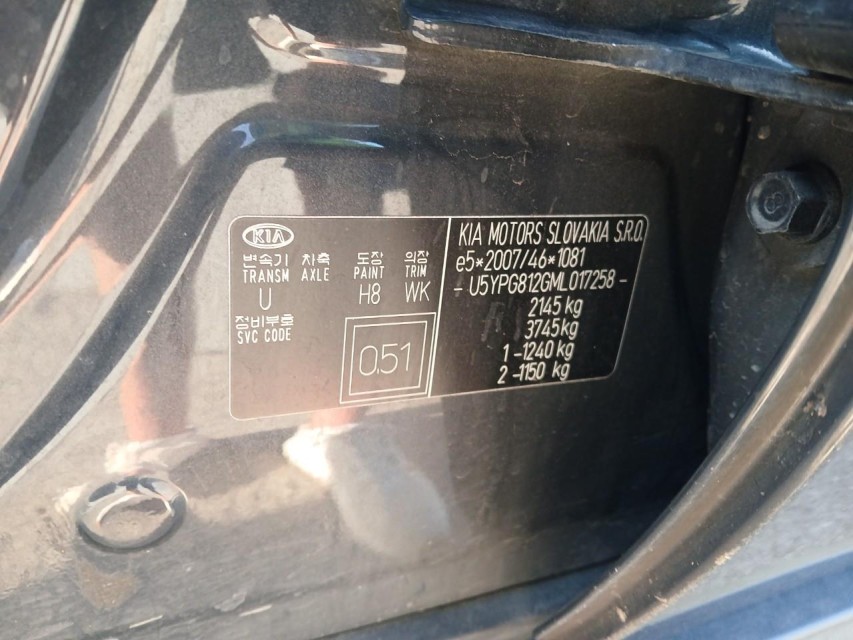 KIA
변속기 차축 도장 의장
TRANSM AXLE PAINT TRIM
U H8 WK
정비부호
SVC CODE
0.51
KIA MOTORS SLOVAKIA S.R.O.
e5*2007/46*1081
- U5YPG812GML017258 -
2145 kg
3745 kg
1 -1240 kg
2 -1150 kg